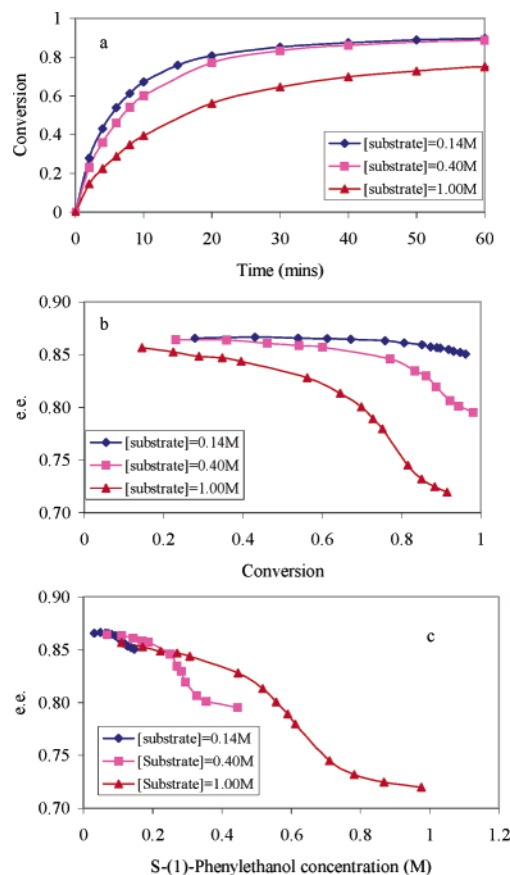 a
1
0.8
0.6
0.4
0.2
0
Conversion
[substrate]=0.14M
[substrate]=0.40M
[substrate]=1.00M
0 10 20 30 40 50 60
Time (mins)
b
0.90
0.85
0.80
0.75
0.70
e.e.
[substrate]=0.14M
[substrate]=0.40M
[substrate]=1.00M
0 0.2 0.4 0.6 0.8 1
Conversion
c
0.90
0.85
0.80
0.75
0.70
e.e.
[substrate]=0.14M
[Substrate]=0.40M
[Substrate]=1.00M
0 0.2 0.4 0.6 0.8 1 1.2
S-(1)-Phenylethanol concentration (M)